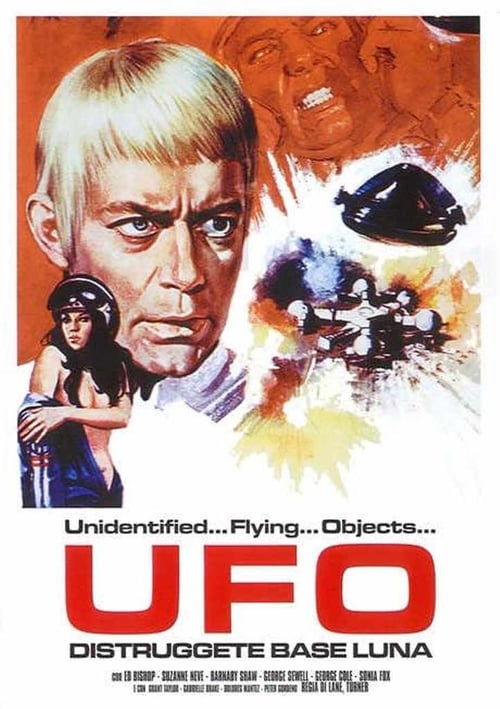 Unidentified...Flying...Objects...
UFO
DISTRUGGETE BASE LUNA
con ED BISHOP - SUZANNE NEVE - BARNABY SHAW - GEORGE SEWELL - GEORGE COLE - SONIA FOX
E CON GRANT TAYLOR - GABRIELLE DRAKE - DOLORES MANTEZ - PETER GORDENO REGIA DI LANE, TURNER